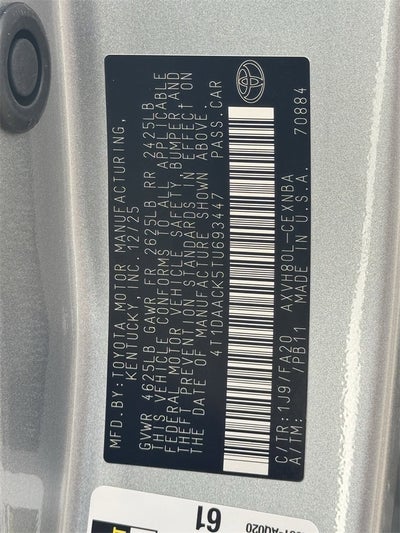 MFD. BY: TOYOTA MOTOR MANUFACTURING,
KENTUCKY, INC. 12/25
GVWR 4625LB GAWR FR 2625LB RR 2425LB
THIS VEHICLE CONFORMS TO ALL APPLICABLE
FEDERAL MOTOR VEHICLE SAFETY, BUMPER, AND
THEFT PREVENTION STANDARDS IN EFFECT ON
THE DATE OF MANUFACTURE SHOWN ABOVE.
4T1DAACK5TU693447 PASS.CAR
C/TR: 1J9/FA20 AXVH80L-CEXNBA
A/TM: /PB11 MADE IN U.S.A. 70884
61